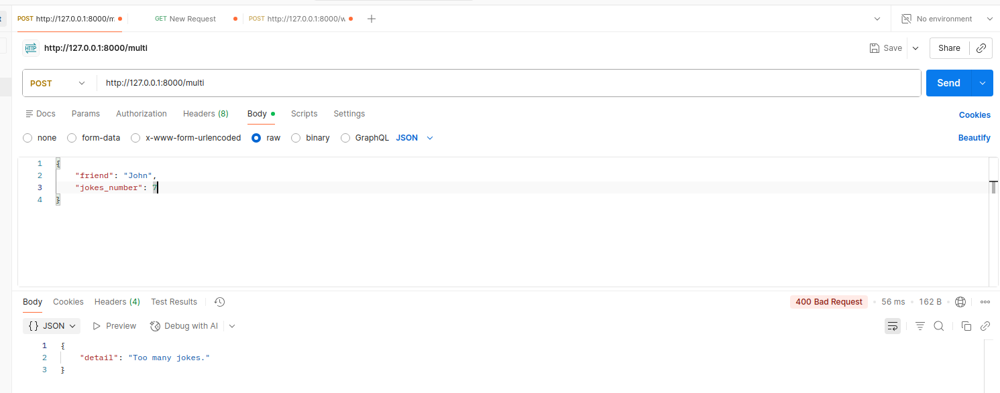 POST http://127.0.0.1:8000/m GET New Request POST http://127.0.0.1:8000/w No environment
HTTP http://127.0.0.1:8000/multi Save Share
POST http://127.0.0.1:8000/multi Send
Docs Params Authorization Headers (8) Body Scripts Settings Cookies
none form-data x-www-form-urlencoded raw binary GraphQL JSON Beautify
1 {
2 "friend": "John",
3 "jokes_number": 7
4 }
Body Cookies Headers (4) Test Results 400 Bad Request • 56 ms • 162 B
{ } JSON Preview Debug with AI
1 {
2 "detail": "Too many jokes."
3 }